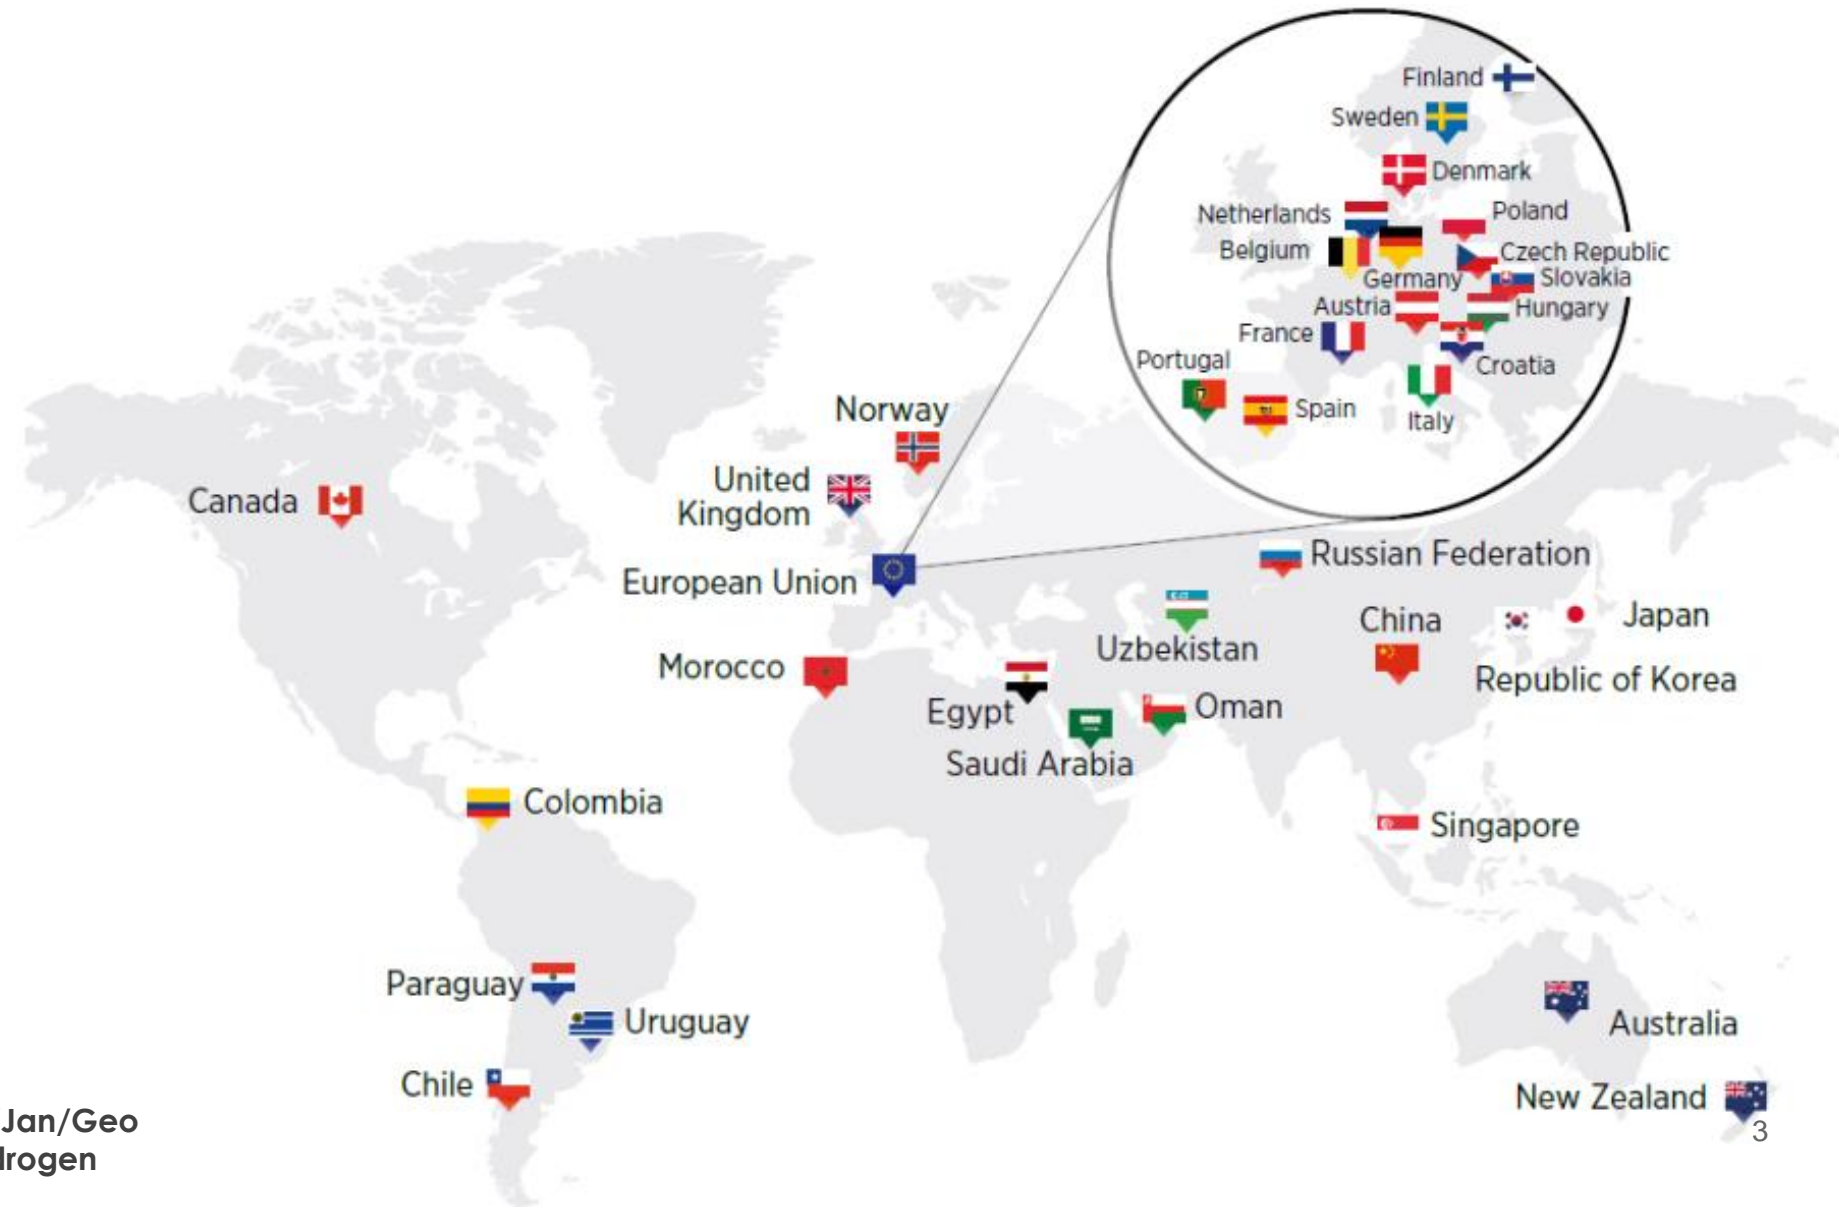 Finland
Sweden
Denmark
Netherlands
Poland
Belgium
Czech Republic
Germany
Slovakia
Austria
Hungary
France
Croatia
Portugal
Spain
Italy
Norway
United
Kingdom
Canada
European Union
Russian Federation
Uzbekistan
China
Japan
Republic of Korea
Morocco
Egypt
Oman
Saudi Arabia
Colombia
Singapore
Paraguay
Uruguay
Chile
Australia
New Zealand
3
Jan/Geo
drogen